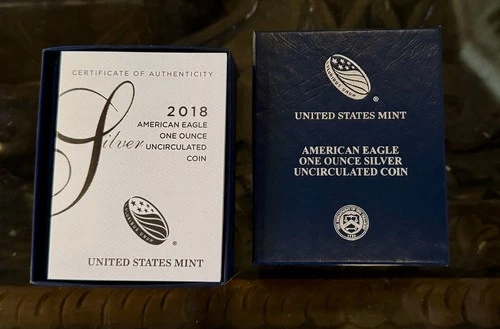 CERTIFICATE OF AUTHENTICITY
2018
AMERICAN EAGLE
ONE OUNCE
Silver UNCIRCULATED
COIN
®
UNITED STATES MINT
®
UNITED STATES MINT
AMERICAN EAGLE
ONE OUNCE SILVER
UNCIRCULATED COIN